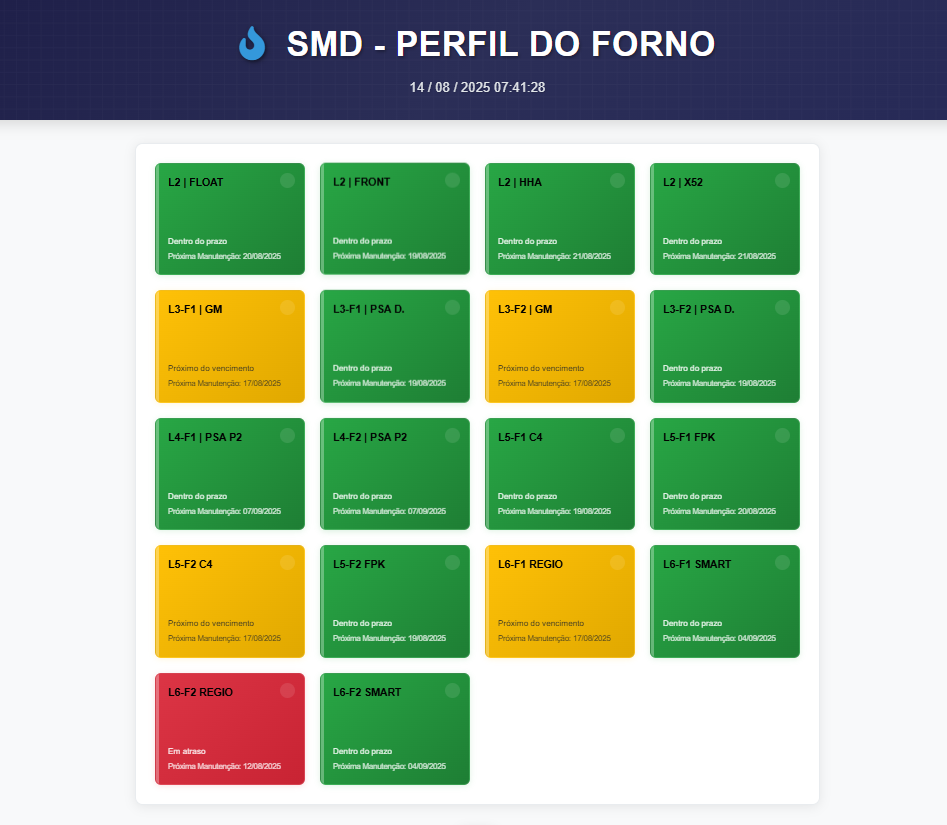 SMD - PERFIL DO FORNO
14 / 08 / 2025 07:41:28
L2 | FLOAT
Dentro do prazo
Próxima Manutenção: 20/08/2025
L2 | FRONT
Dentro do prazo
Próxima Manutenção: 19/08/2025
L2 | HHA
Dentro do prazo
Próxima Manutenção: 21/08/2025
L2 | X52
Dentro do prazo
Próxima Manutenção: 21/08/2025
L3-F1 | GM
Próximo do vencimento
Próxima Manutenção: 17/08/2025
L3-F1 | PSA D.
Dentro do prazo
Próxima Manutenção: 19/08/2025
L3-F2 | GM
Próximo do vencimento
Próxima Manutenção: 17/08/2025
L3-F2 | PSA D.
Dentro do prazo
Próxima Manutenção: 19/08/2025
L4-F1 | PSA P2
Dentro do prazo
Próxima Manutenção: 07/09/2025
L4-F2 | PSA P2
Dentro do prazo
Próxima Manutenção: 07/09/2025
L5-F1 C4
Dentro do prazo
Próxima Manutenção: 19/08/2025
L5-F1 FPK
Dentro do prazo
Próxima Manutenção: 20/08/2025
L5-F2 C4
Próximo do vencimento
Próxima Manutenção: 17/08/2025
L5-F2 FPK
Dentro do prazo
Próxima Manutenção: 19/08/2025
L6-F1 REGIO
Próximo do vencimento
Próxima Manutenção: 17/08/2025
L6-F1 SMART
Dentro do prazo
Próxima Manutenção: 04/09/2025
L6-F2 REGIO
Em atraso
Próxima Manutenção: 12/08/2025
L6-F2 SMART
Dentro do prazo
Próxima Manutenção: 04/09/2025